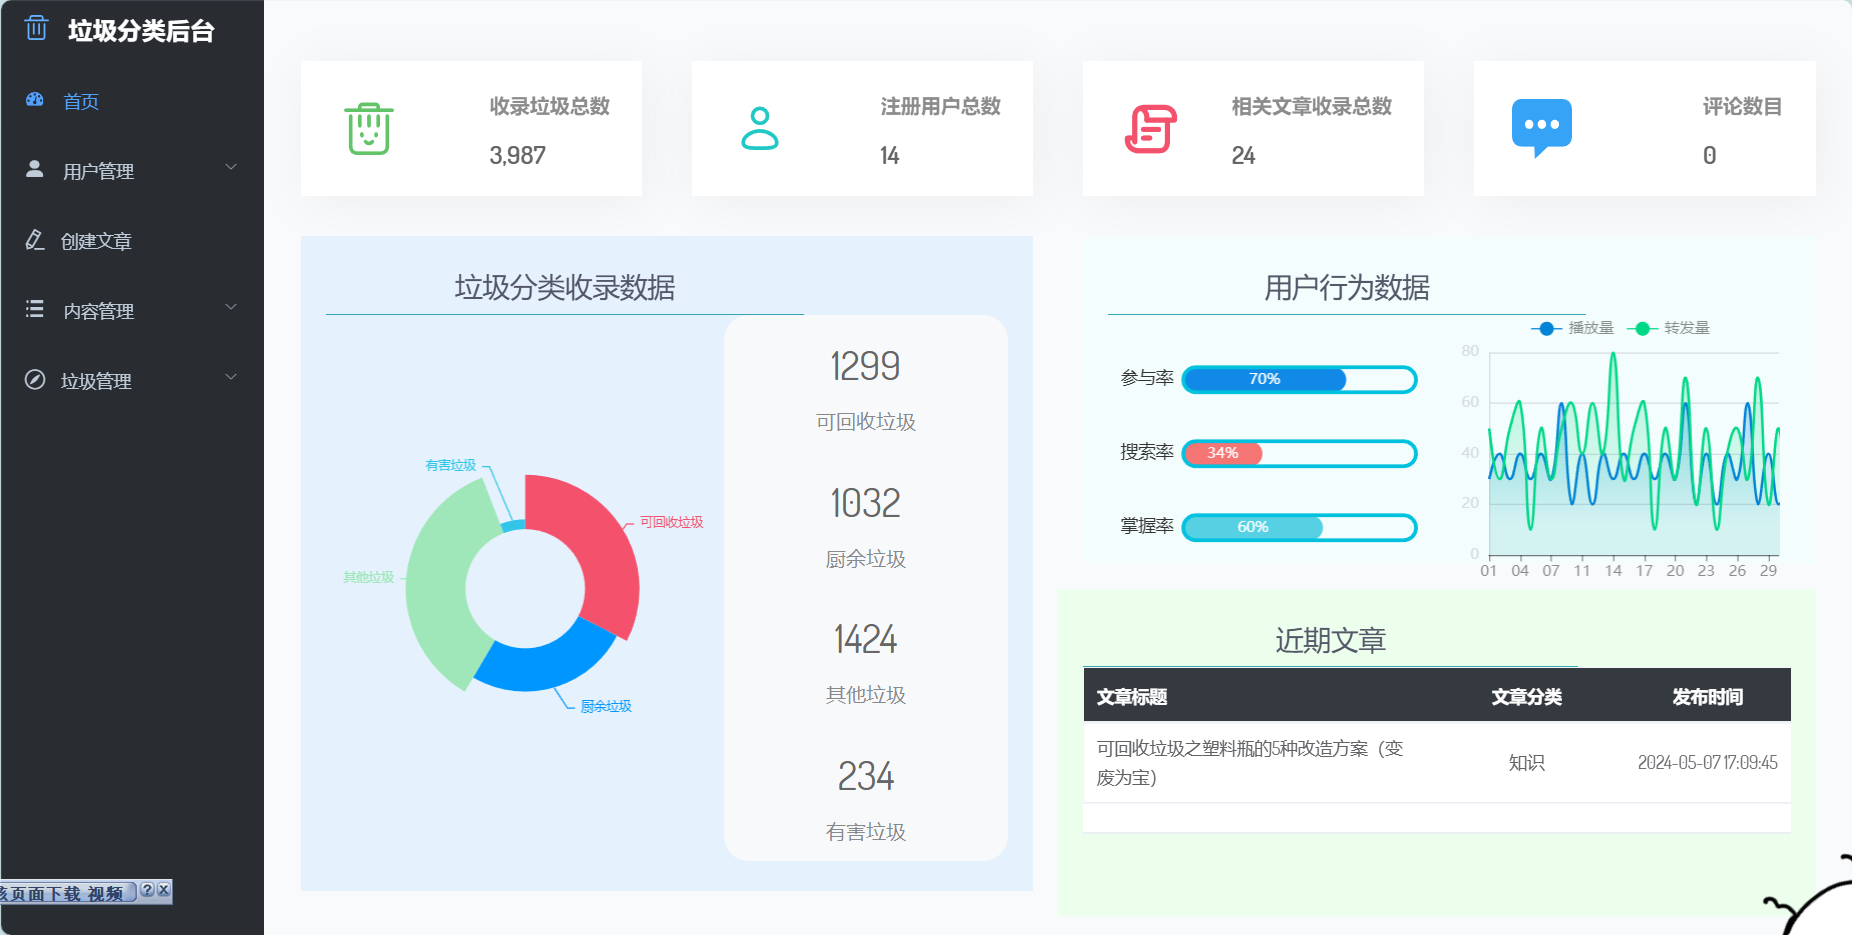 垃圾分类后台
首页
用户管理
创建文章
内容管理
垃圾管理
收录垃圾总数
3,987
注册用户总数
14
相关文章收录总数
24
评论数目
0
垃圾分类收录数据
有害垃圾
可回收垃圾
其他垃圾
厨余垃圾
1299
可回收垃圾
1032
厨余垃圾
1424
其他垃圾
234
有害垃圾
用户行为数据
参与率 70%
搜索率 34%
掌握率 60%
播放量 转发量
80
60
40
20
0
01 04 07 11 14 17 20 23 26 29
近期文章
文章标题 文章分类 发布时间
可回收垃圾之塑料瓶的5种改造方案（变
废为宝） 知识 2024-05-07 17:09:45
页面下载 视频 ? x